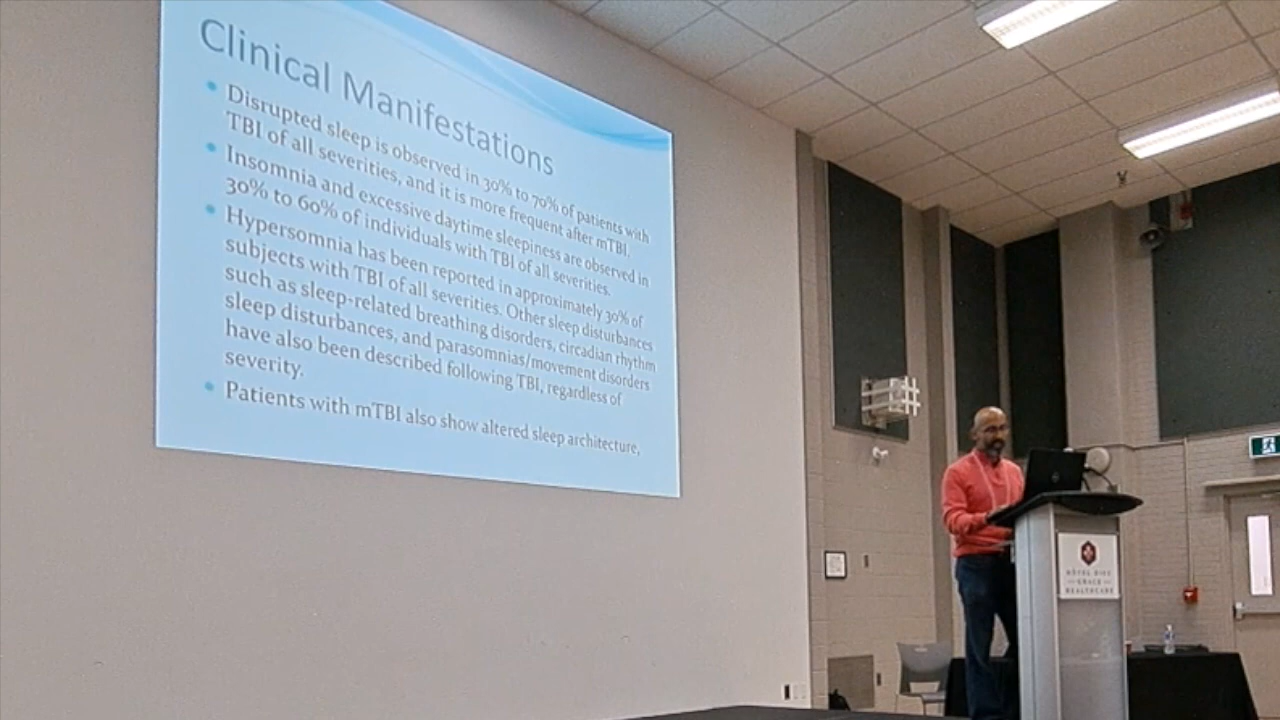 Clinical Manifestations
Disrupted sleep is observed in 30% to 70% of patients with
TBI of all severities, and it is more frequent after mTBI.
Insomnia and excessive daytime sleepiness are observed in
30% to 60% of individuals with TBI of all severities.
Hypersomnia has been reported in approximately 30% of
subjects with TBI of all severities. Other sleep disturbances
such as sleep-related breathing disorders, circadian rhythm
sleep disturbances, and parasomnias/movement disorders
have also been described following TBI, regardless of
severity.
Patients with mTBI also show altered sleep architecture,
HÔTEL-DIEU
GRACE
HEALTHCARE